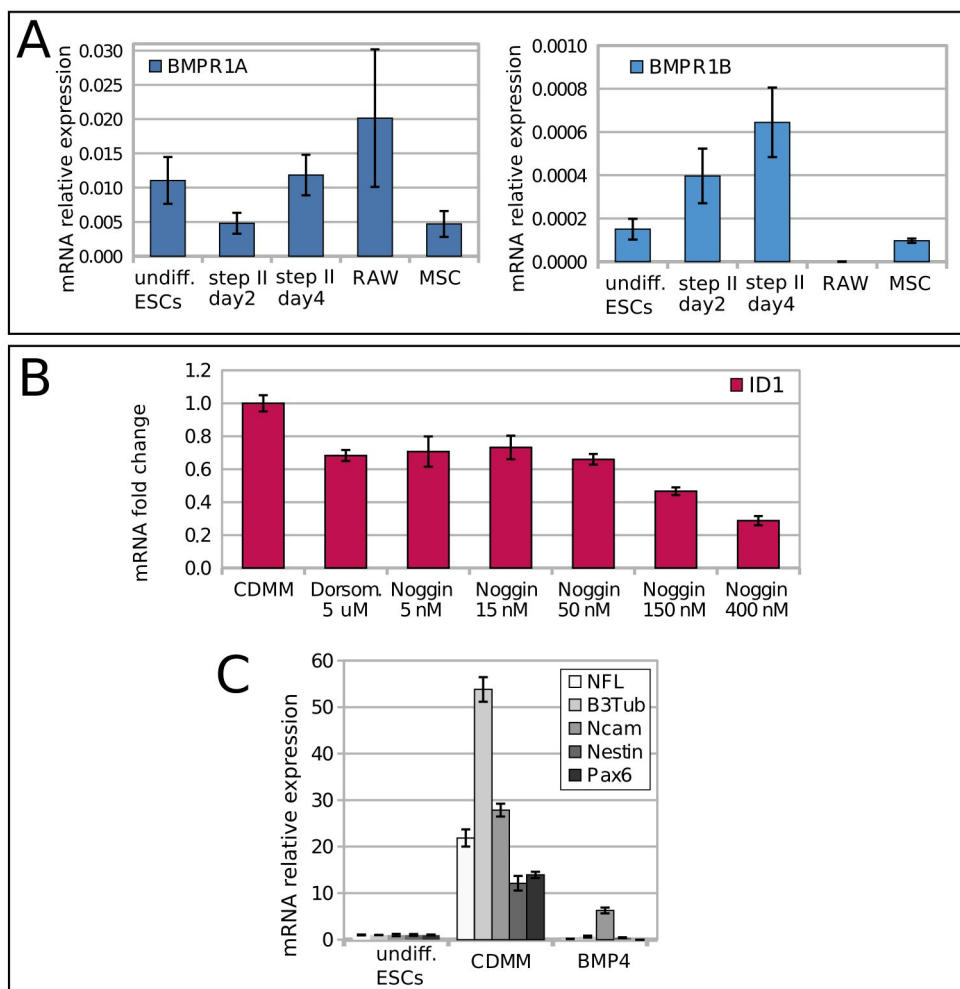 A
mRNA relative expression
0.030
0.025
0.020
0.015
0.010
0.005
0.000
BMPR1A
undiff. ESCs
step II day2
step II day4
RAW
MSC
mRNA relative expression
0.0010
0.0008
0.0006
0.0004
0.0002
0.0000
BMPR1B
undiff. ESCs
step II day2
step II day4
RAW
MSC
B
mRNA fold change
1.2
1.0
0.8
0.6
0.4
0.2
0.0
ID1
CDMM
Dorsom. 5 uM
Noggin 5 nM
Noggin 15 nM
Noggin 50 nM
Noggin 150 nM
Noggin 400 nM
C
mRNA relative expression
60
50
40
30
20
10
0
NFL
B3Tub
Ncam
Nestin
Pax6
undiff. ESCs
CDMM
BMP4